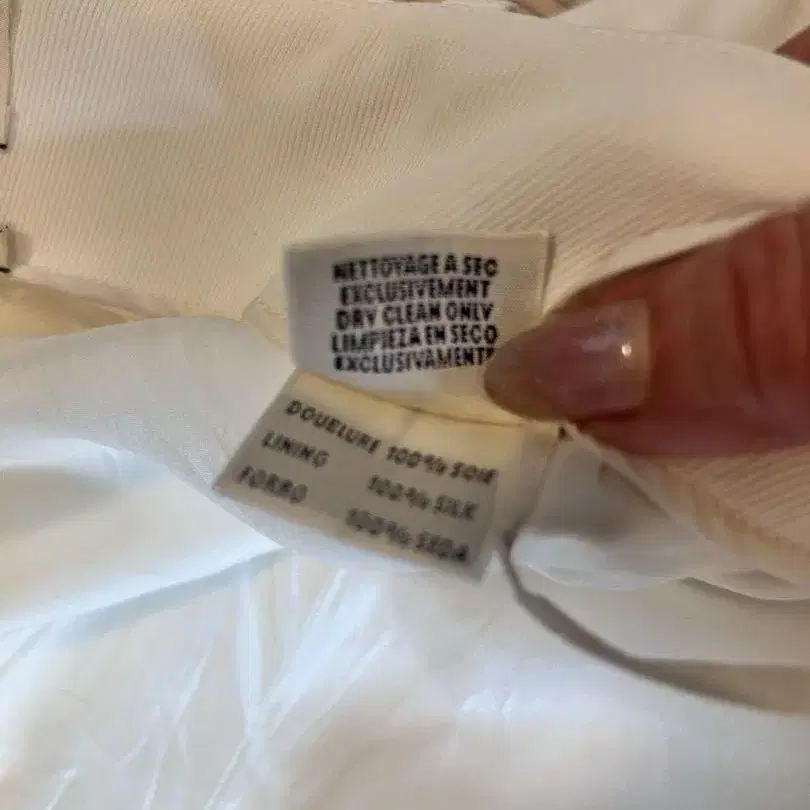 NETTOYAGE A SEC
EXCLUSIVEMENT
DRY CLEAN ONLY
LIMPIEZA EN SECO
EXCLUSIVAMENTE
DOUBLURE 100% SOIE
LINING 100% SILK
FORRO 100% SEDA